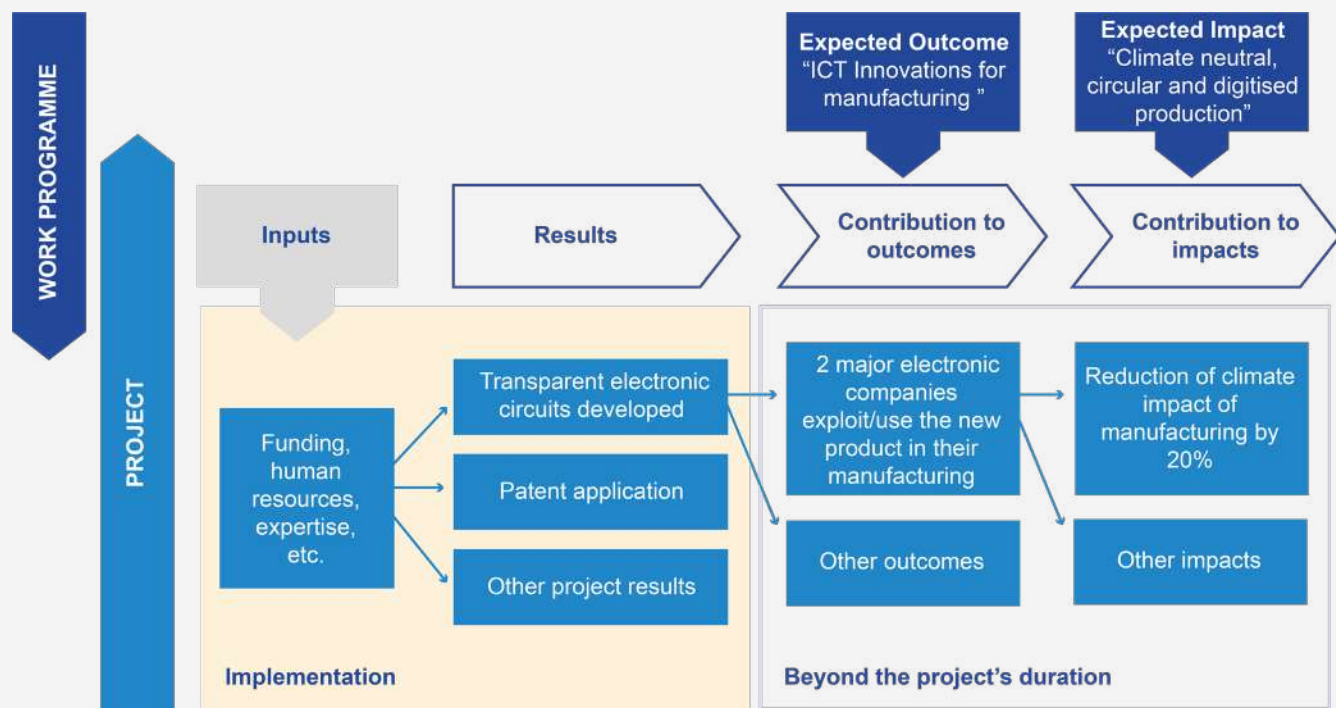 WORK PROGRAMME
PROJECT
Expected Outcome
“ICT Innovations for
manufacturing ”
Expected Impact
“Climate neutral,
circular and digitised
production”
Inputs
Results
Contribution to
outcomes
Contribution to
impacts
Funding,
human
resources,
expertise,
etc.
Transparent electronic
circuits developed
Patent application
Other project results
2 major electronic
companies
exploit/use the new
product in their
manufacturing
Other outcomes
Reduction of climate
impact of
manufacturing by
20%
Other impacts
Implementation
Beyond the project’s duration